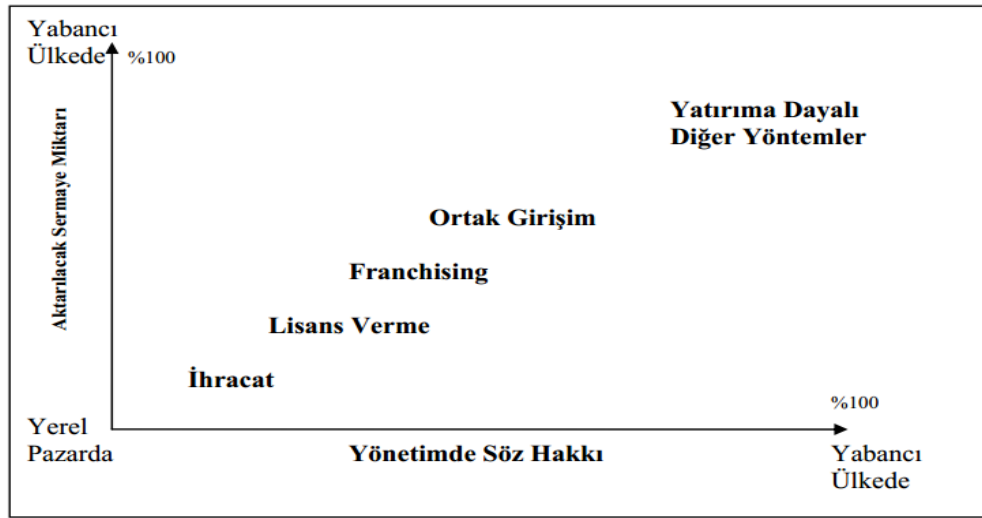 Yabancı
Ülkede
%100
Aktarılacak Sermaye Miktarı
Yatırıma Dayalı
Diğer Yöntemler
Ortak Girişim
Franchising
Lisans Verme
İhracat
%100
Yerel
Pazarda
Yönetimde Söz Hakkı
Yabancı
Ülkede